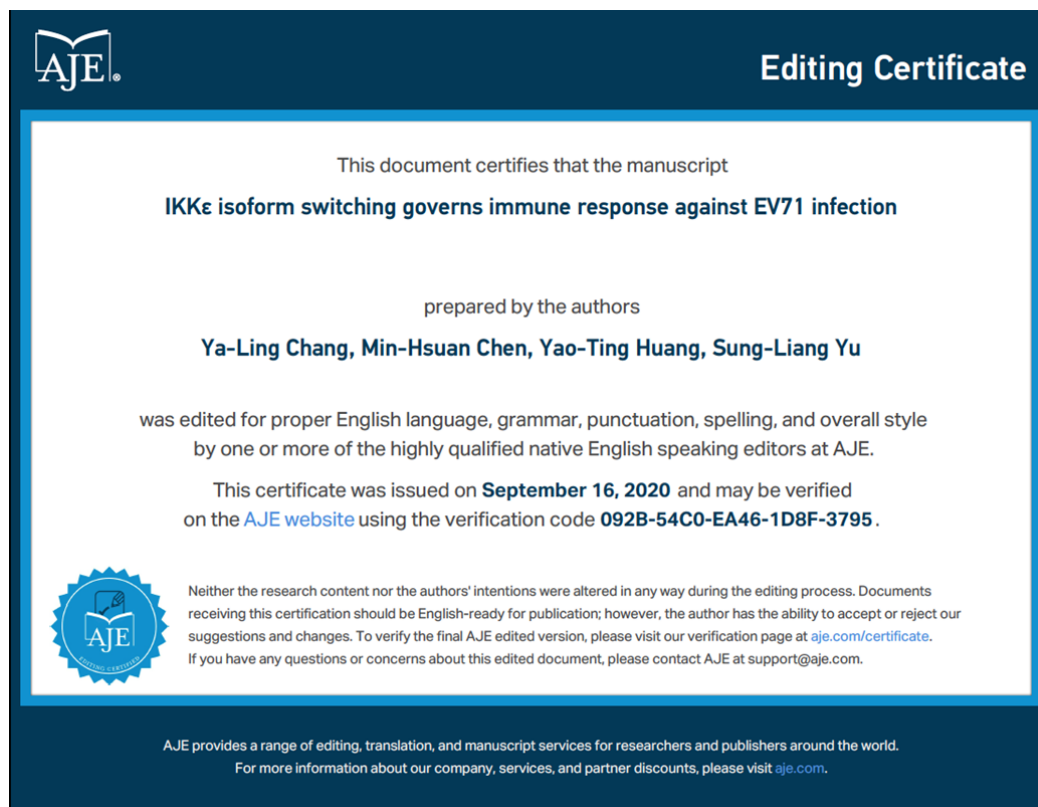 AJE®
Editing Certificate
This document certifies that the manuscript
IKKε isoform switching governs immune response against EV71 infection
prepared by the authors
Ya-Ling Chang, Min-Hsuan Chen, Yao-Ting Huang, Sung-Liang Yu
was edited for proper English language, grammar, punctuation, spelling, and overall style
by one or more of the highly qualified native English speaking editors at AJE.
This certificate was issued on September 16, 2020 and may be verified
on the AJE website using the verification code 092B-54C0-EA46-1D8F-3795.
Neither the research content nor the authors' intentions were altered in any way during the editing process. Documents
receiving this certification should be English-ready for publication; however, the author has the ability to accept or reject our
suggestions and changes. To verify the final AJE edited version, please visit our verification page at aje.com/certificate.
If you have any questions or concerns about this edited document, please contact AJE at support@aje.com.
AJE
EDITING CERTIFIED
AJE provides a range of editing, translation, and manuscript services for researchers and publishers around the world.
For more information about our company, services, and partner discounts, please visit aje.com.